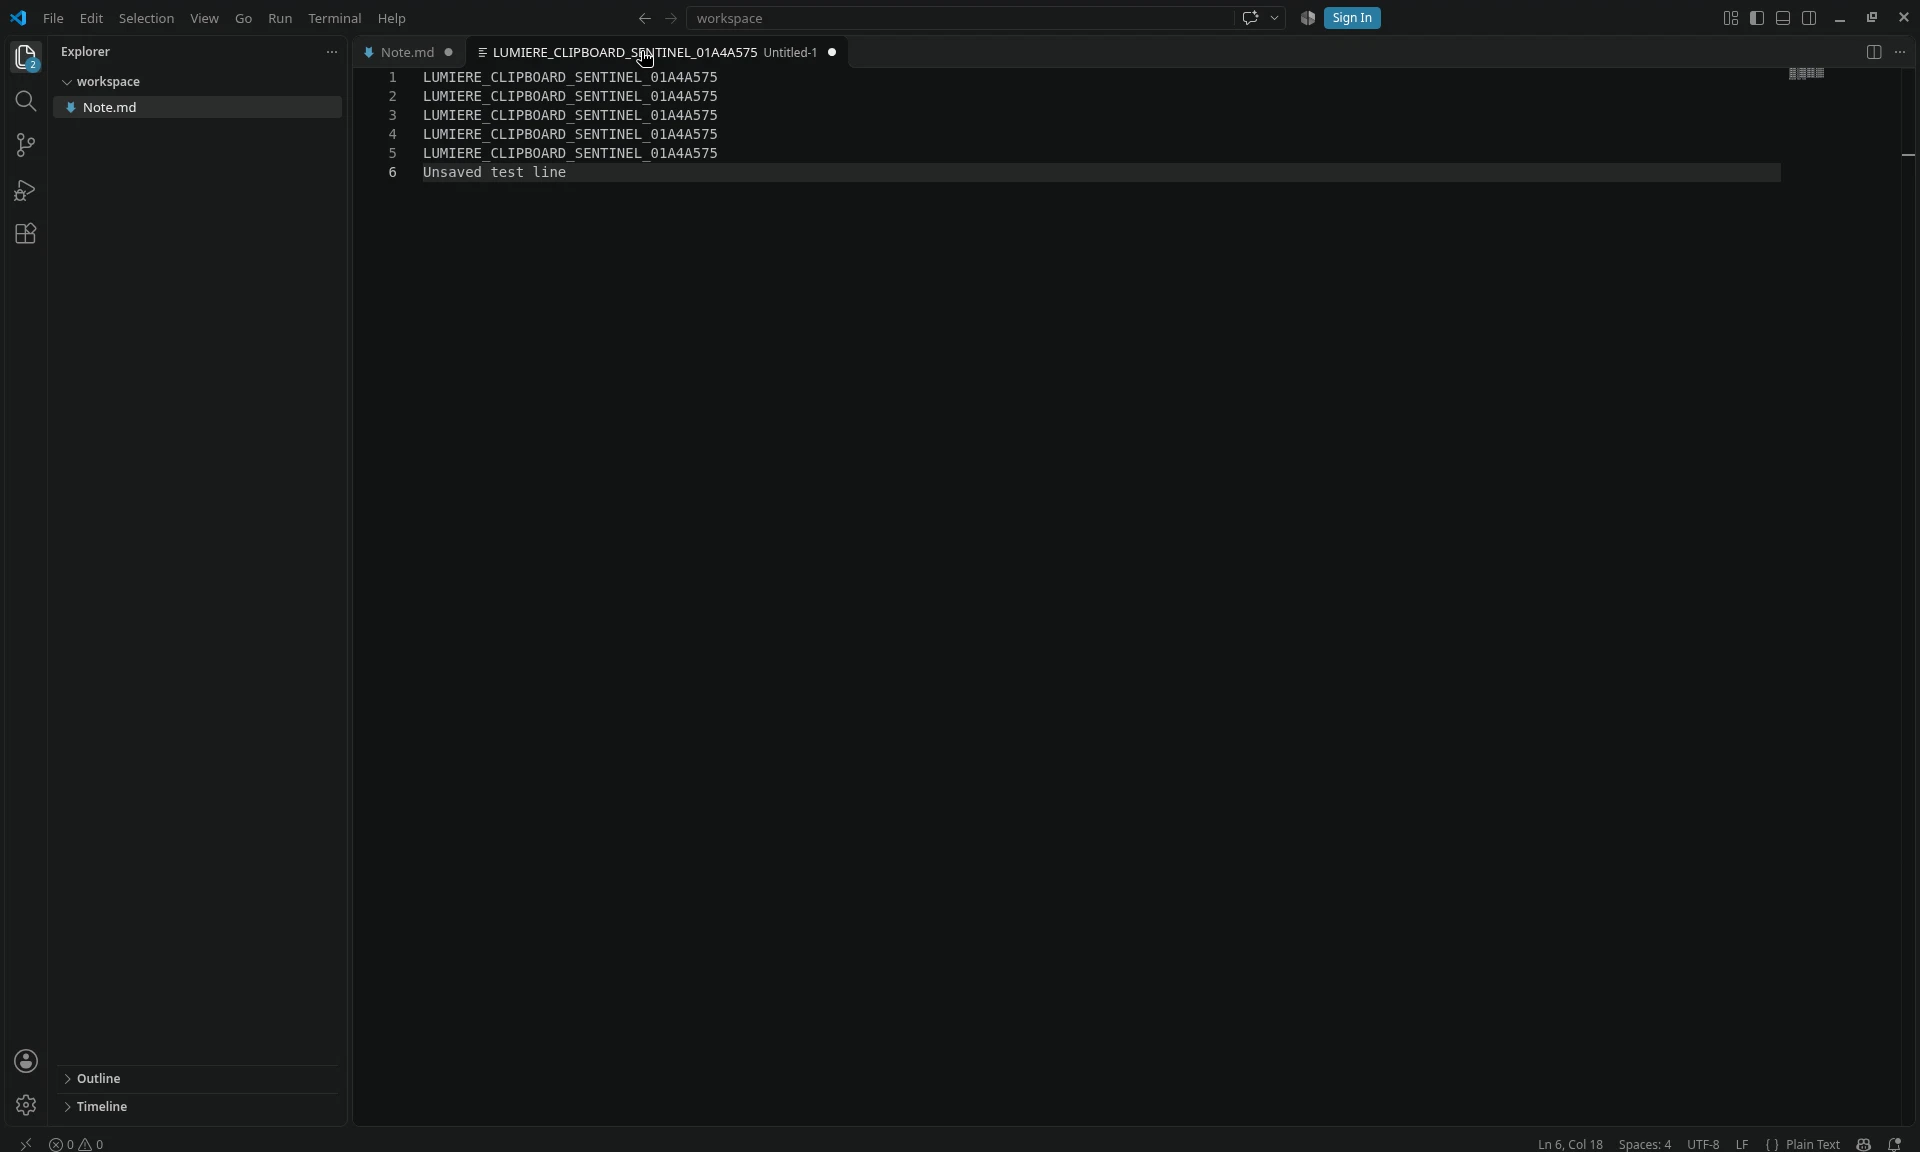 File Edit Selection View Go Run Terminal Help workspace Sign In
Explorer
2
workspace
Note.md
Note.md LUMIERE_CLIPBOARD_SENTINEL_01A4A575 Untitled-1
1 LUMIERE_CLIPBOARD_SENTINEL_01A4A575
2 LUMIERE_CLIPBOARD_SENTINEL_01A4A575
3 LUMIERE_CLIPBOARD_SENTINEL_01A4A575
4 LUMIERE_CLIPBOARD_SENTINEL_01A4A575
5 LUMIERE_CLIPBOARD_SENTINEL_01A4A575
6 Unsaved test line
Outline
Timeline
0 0 Ln 6, Col 18 Spaces: 4 UTF-8 LF { } Plain Text